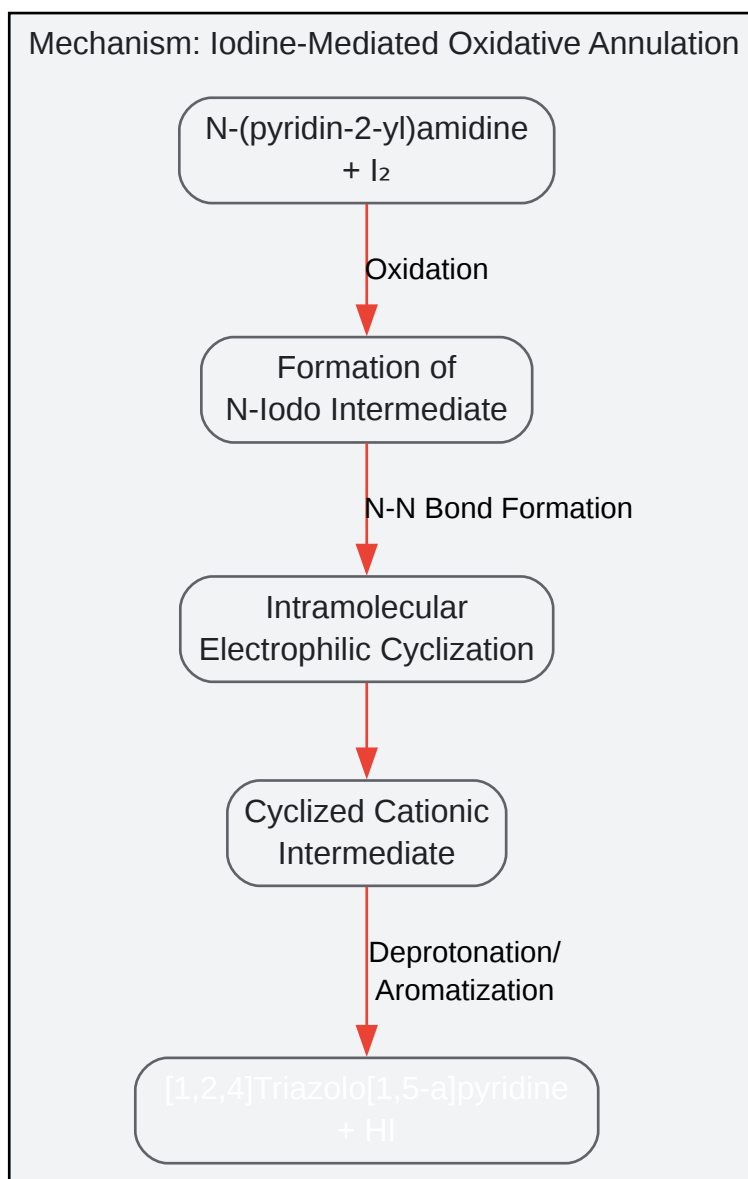 Mechanism: Iodine-Mediated Oxidative Annulation
N-(pyridin-2-yl)amidine
+ I₂
Oxidation
Formation of
N-Iodo Intermediate
N-N Bond Formation
Intramolecular
Electrophilic Cyclization
Cyclized Cationic
Intermediate
Deprotonation/
Aromatization
[1,2,4]Triazolo[1,5-a]pyridine
+ HI